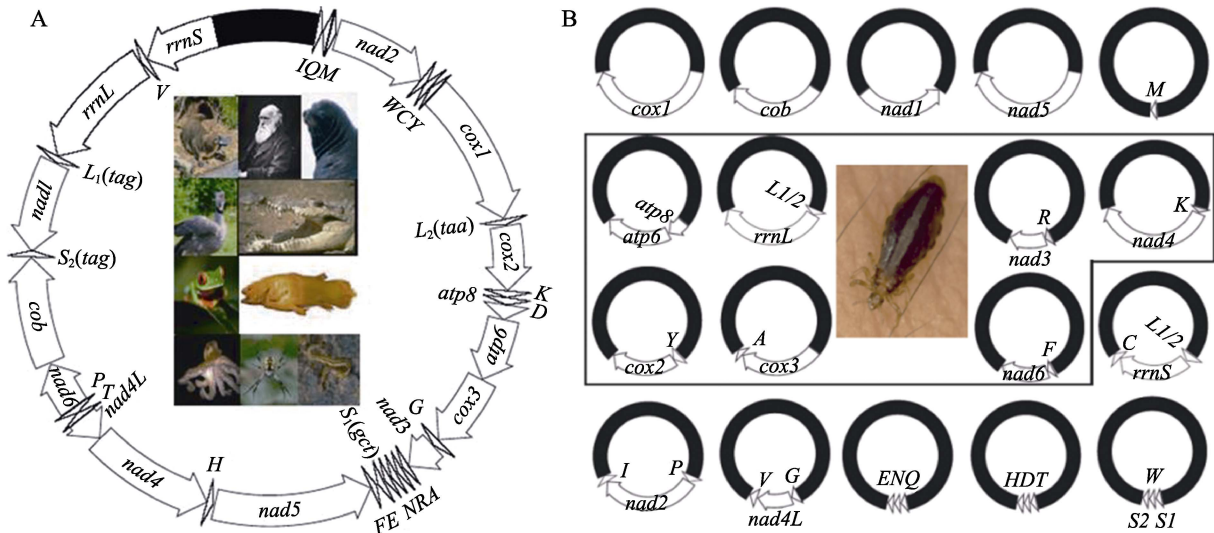 A
rrnS
IQM
nad2
WCY
cox1
L₂(taa)
cox2
atp8
K
D
atp6
cox3
G
nad3
S₁(gct)
FE NRA
nad5
H
nad4
nad4L
T
P
nad6
cob
S₂(tag)
nadl
L₁(tag)
rrnL
V
B
cox1
cob
nad1
nad5
M
atp8
atp6
L1/2
rrnL
R
nad3
K
nad4
Y
cox2
A
cox3
F
nad6
C
L1/2
rrnS
I
P
nad2
V
G
nad4L
ENQ
HDT
W
S2 S1